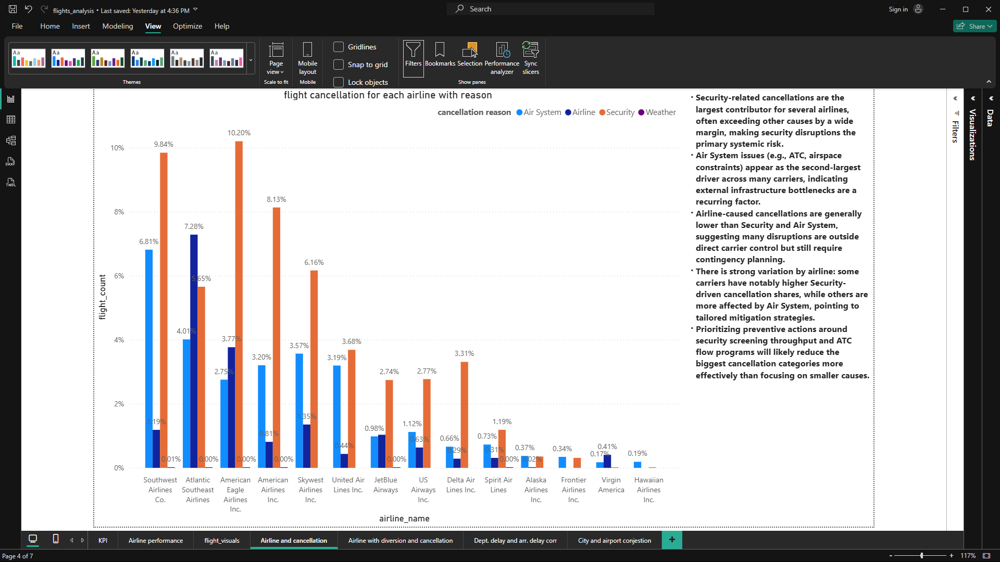 flights_analysis • Last saved: Yesterday at 4:36 PM
Search
Sign in
File
Home
Insert
Modeling
View
Optimize
Help
Share
Aa
Aa
Aa
Aa
Aa
Aa
Themes
Page view
Scale to fit
Mobile layout
Mobile
Gridlines
Snap to grid
Lock objects
Filters
Bookmarks
Selection
Performance analyzer
Sync slicers
Show panes
DAX
TMDL
flight cancellation for each airline with reason
cancellation reason Air System Airline Security Weather
10%
8%
6%
4%
2%
0%
flight_count
6.81%
1.19%
9.84%
0.01%
4.01%
7.28%
5.65%
0.00%
2.75%
3.77%
10.20%
0.00%
3.20%
0.81%
8.13%
0.00%
3.57%
1.35%
6.16%
3.19%
0.44%
3.68%
0.98%
2.74%
0.00%
1.12%
0.63%
2.77%
0.66%
0.29%
3.31%
0.73%
0.31%
1.19%
0.00%
0.37%
0.02%
0.34%
0.17%
0.41%
0.19%
Southwest Airlines Co.
Atlantic Southeast Airlines
American Eagle Airlines Inc.
American Airlines Inc.
Skywest Airlines Inc.
United Air Lines Inc.
JetBlue Airways
US Airways Inc.
Delta Air Lines Inc.
Spirit Air Lines
Alaska Airlines Inc.
Frontier Airlines Inc.
Virgin America
Hawaiian Airlines Inc.
airline_name
· Security-related cancellations are the
largest contributor for several airlines,
often exceeding other causes by a wide
margin, making security disruptions the
primary systemic risk.
· Air System issues (e.g., ATC, airspace
constraints) appear as the second-largest
driver across many carriers, indicating
external infrastructure bottlenecks are a
recurring factor.
· Airline-caused cancellations are generally
lower than Security and Air System,
suggesting many disruptions are outside
direct carrier control but still require
contingency planning.
· There is strong variation by airline: some
carriers have notably higher Security-
driven cancellation shares, while others are
more affected by Air System, pointing to
tailored mitigation strategies.
· Prioritizing preventive actions around
security screening throughput and ATC
flow programs will likely reduce the
biggest cancellation categories more
effectively than focusing on smaller causes.
Filters
Visualizations
Data
KPI
Airline performance
flight_visuals
Airline and cancellation
Airline with diversion and cancellation
Dept. delay and arr. delay corr
City and airport conjestion
+
Page 4 of 7
- + 117%